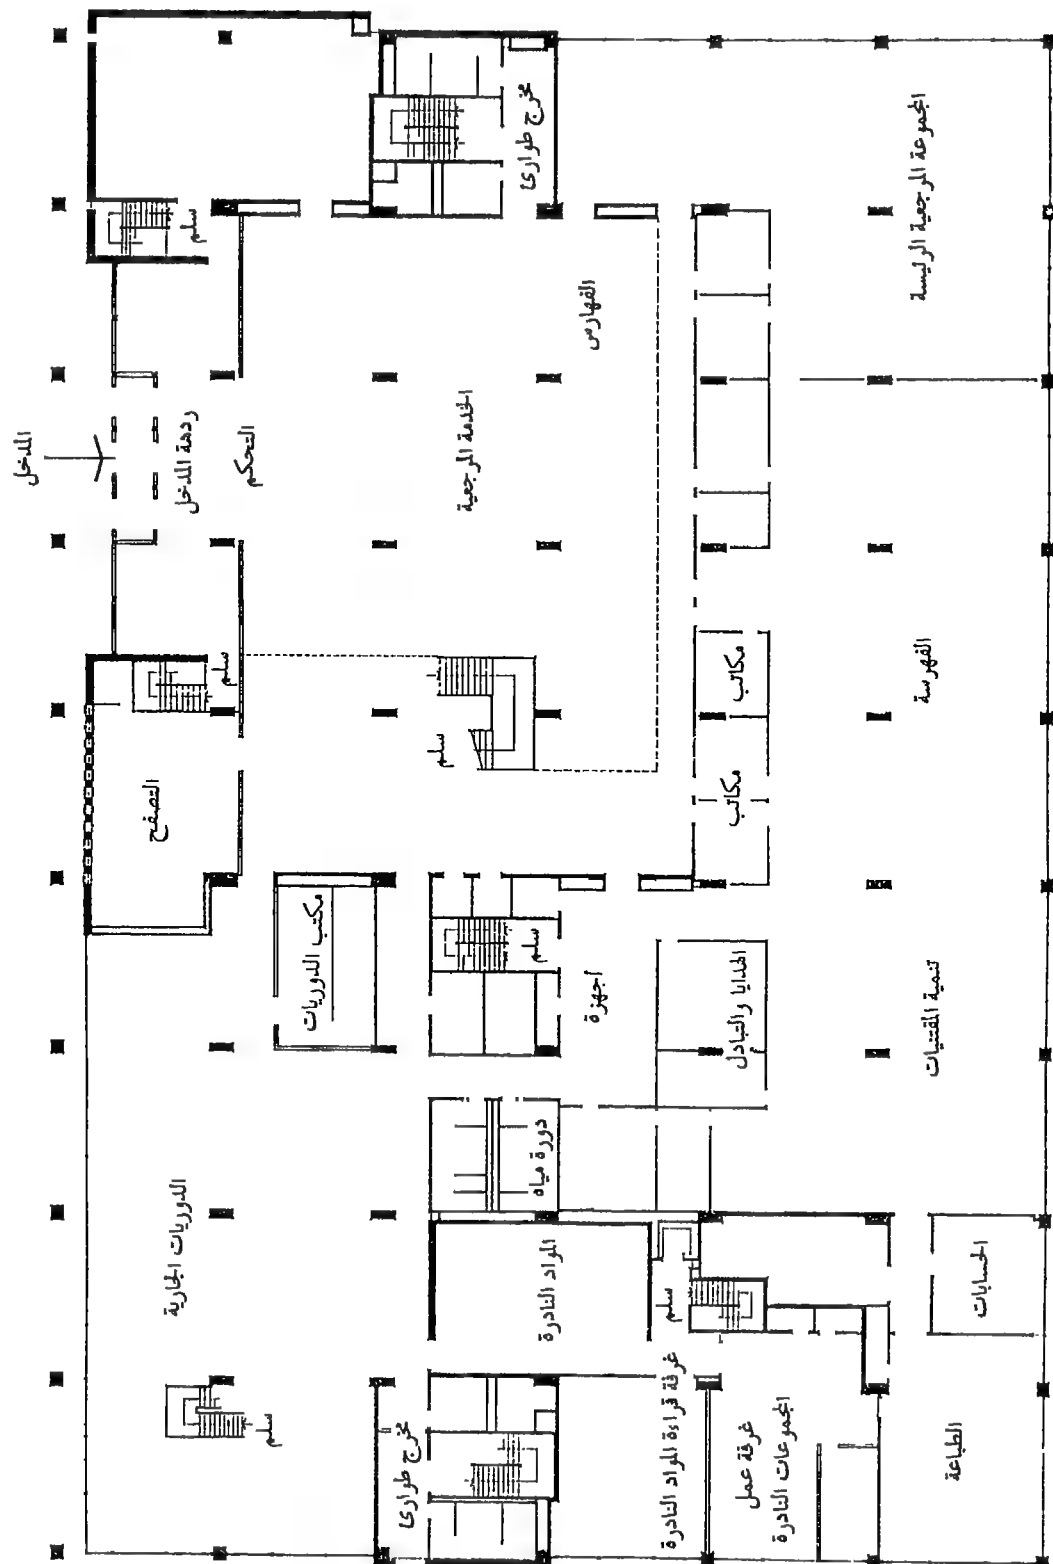 المدخل
ردهة المدخل
التحكم
سلم
مخرج طوارئ
المجموعة المرجعية
الرئيسة
الفهارس
الخدمة المرجعية
سلم
سلم
التصفح
مكاتب
مكاتب
الفهرسة
مكتب الدوريات
سلم
أجهزة
الهدايا والتبادل
تنمية المقتنيات
دورة مياه
الدوريات الجارية
المواد النادرة
سلم
الحسابات
سلم
مخرج طوارئ
غرفة قراءة المواد النادرة
غرفة عمل
المجموعات النادرة
الطباعة